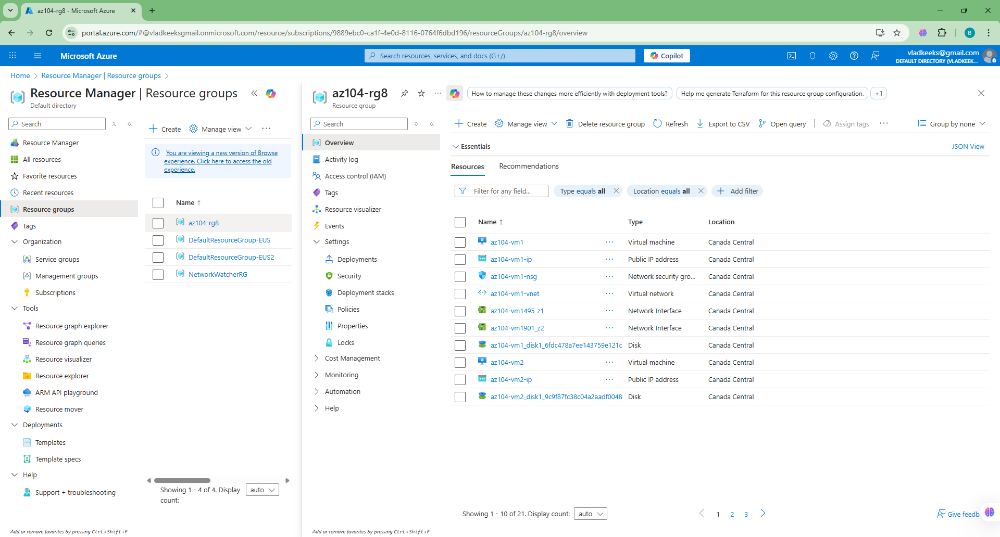 az104-rg8 - Microsoft Azure
portal.azure.com/#@vladkeeksgmail.onmicrosoft.com/resource/subscriptions/9889ebc0-ca1f-4e0d-8116-0764f6dbd196/resourceGroups/az104-rg8/overview
B
Microsoft Azure
Search resources, services, and docs (G+/)
Copilot
vladkeeks@gmail.com
DEFAULT DIRECTORY (VLADKEEK...
Home
Resource Manager | Resource groups
Resource Manager | Resource groups
Default directory
Search
Resource Manager
All resources
Favorite resources
Recent resources
Resource groups
Tags
Organization
Service groups
Management groups
Subscriptions
Tools
Resource graph explorer
Resource graph queries
Resource visualizer
Resource explorer
ARM API playground
Resource mover
Deployments
Templates
Template specs
Help
Support + troubleshooting
Add or remove favorites by pressing Ctrl+Shift+F
Create
Manage view
...
You are viewing a new version of Browse
experience. Click here to access the old
experience.
Name ↑
az104-rg8
DefaultResourceGroup-EUS
DefaultResourceGroup-EUS2
NetworkWatcherRG
Showing 1 - 4 of 4. Display
count:
auto
az104-rg8
Resource group
...
How to manage these changes more efficiently with deployment tools?
Help me generate Terraform for this resource group configuration.
+1
Search
Overview
Activity log
Access control (IAM)
Tags
Resource visualizer
Events
Settings
Deployments
Security
Deployment stacks
Policies
Properties
Locks
Cost Management
Monitoring
Automation
Help
Add or remove favorites by pressing Ctrl+Shift+F
Create
Manage view
Delete resource group
Refresh
Export to CSV
Open query
Assign tags
...
Group by none
Essentials
JSON View
Resources
Recommendations
Filter for any field...
Type equals all
Location equals all
Add filter
Name ↑ Type Location
az104-vm1 ... Virtual machine Canada Central
az104-vm1-ip ... Public IP address Canada Central
az104-vm1-nsg ... Network security gro... Canada Central
az104-vm1-vnet ... Virtual network Canada Central
az104-vm1495_z1 ... Network Interface Canada Central
az104-vm1901_z2 ... Network Interface Canada Central
az104-vm1_disk1_6fdc478a7ee143759e121c Disk Canada Central
az104-vm2 ... Virtual machine Canada Central
az104-vm2-ip ... Public IP address Canada Central
az104-vm2_disk1_9c9f87fc38c04a2aadf0048 Disk Canada Central
Showing 1 - 10 of 21. Display count:
auto
1 2 3
Give feedb